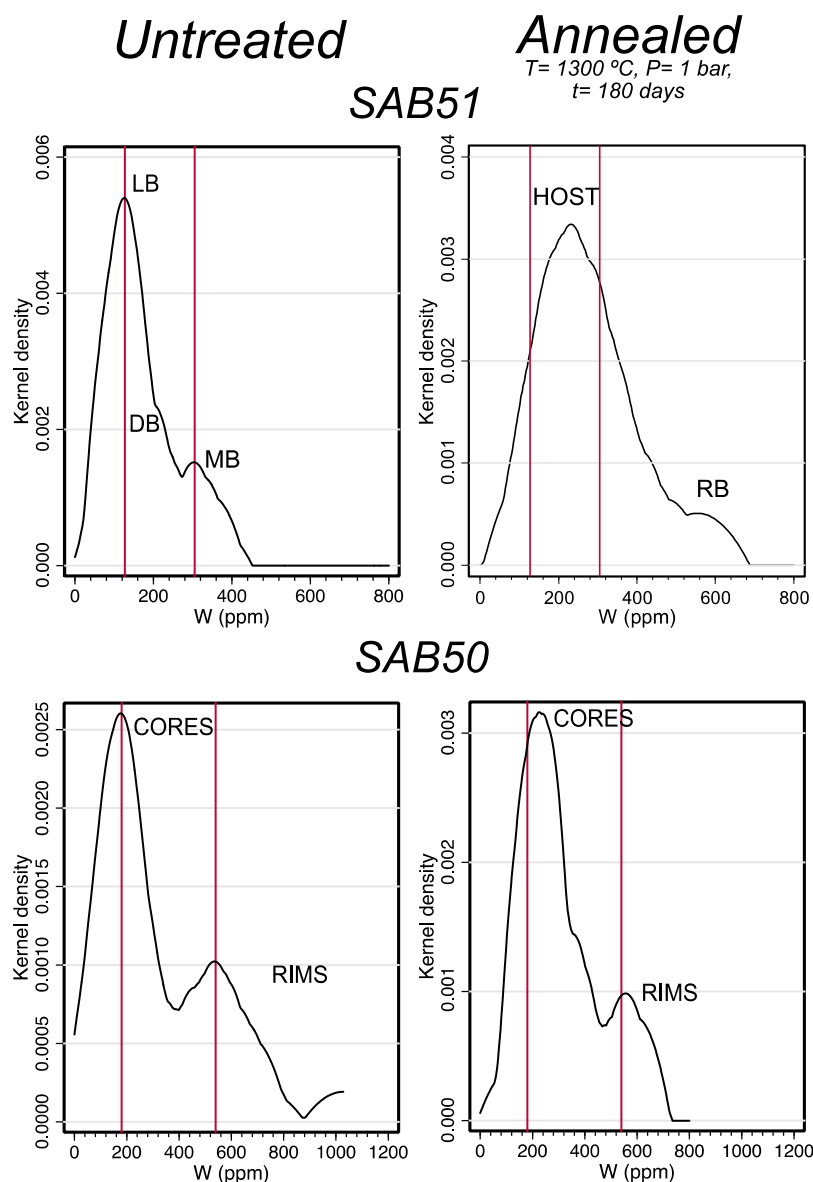 Untreated
Annealed
T= 1300 ºC, P= 1 bar,
t= 180 days
SAB51
Kernel density
0.000
0.002
0.004
0.006
LB
DB
MB
0
200
400
600
800
W (ppm)
Kernel density
0.000
0.001
0.002
0.003
0.004
HOST
RB
0
200
400
600
800
W (ppm)
SAB50
Kernel density
0.0000
0.0005
0.0010
0.0015
0.0020
0.0025
CORES
RIMS
0
200
400
600
800
1000
1200
W (ppm)
Kernel density
0.000
0.001
0.002
0.003
CORES
RIMS
0
200
400
600
800
1000
1200
W (ppm)